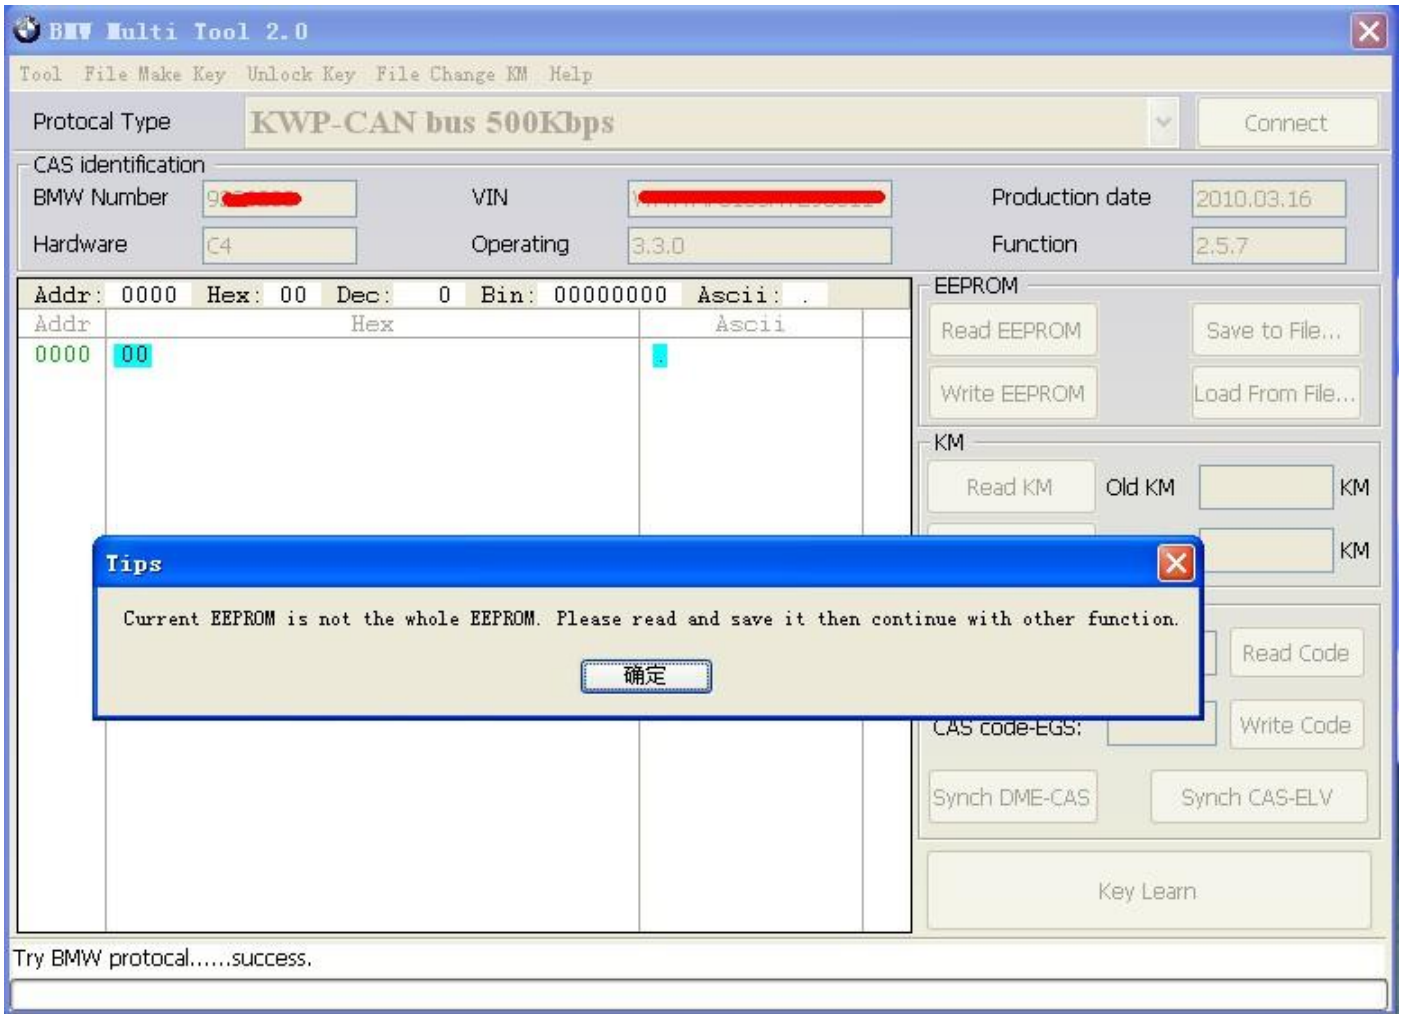 BMW Multi Tool 2.0
Tool File Make Key Unlock Key File Change KM Help
Protocal Type KWP-CAN bus 500Kbps Connect
CAS identification
BMW Number VIN Production date 2010.03.16
Hardware C4 Operating 3.3.0 Function 2.5.7
Addr: 0000 Hex: 00 Dec: 0 Bin: 00000000 Ascii: .
Addr Hex Ascii
0000 00 .
EEPROM
Read EEPROM Save to File...
Write EEPROM Load From File...
KM
Read KM Old KM KM
KM
Tips
Current EEPROM is not the whole EEPROM. Please read and save it then continue with other function.
确定
Read Code
CAS code-EGS: Write Code
Synch DME-CAS Synch CAS-ELV
Key Learn
Try BMW protocal......success.